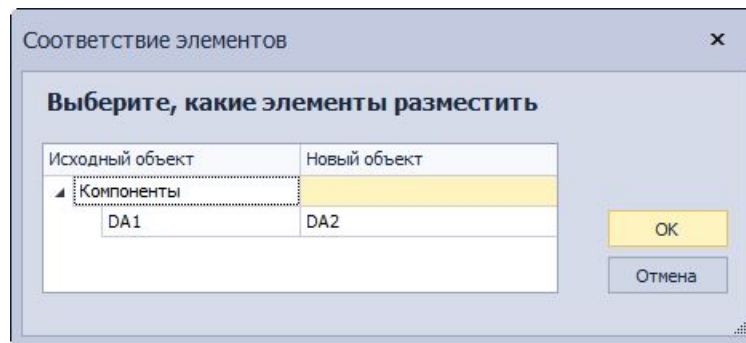 Соответствие элементов
Выберите, какие элементы разместить
Исходный объект Новый объект
Компоненты
DA1 DA2
OK
Отмена